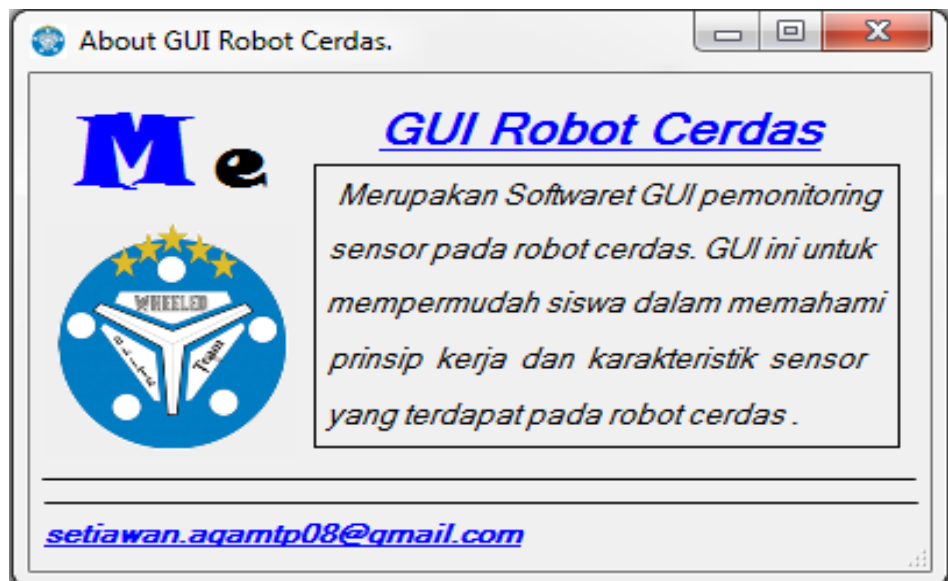 About GUI Robot Cerdas.
Me
GUI Robot Cerdas
Merupakan Softwaret GUI pemonitoring
sensor pada robot cerdas. GUI ini untuk
mempermudah siswa dalam memahami
prinsip kerja dan karakteristik sensor
yang terdapat pada robot cerdas .
WHEELED
Team
setiawan.agamtp08@gmail.com